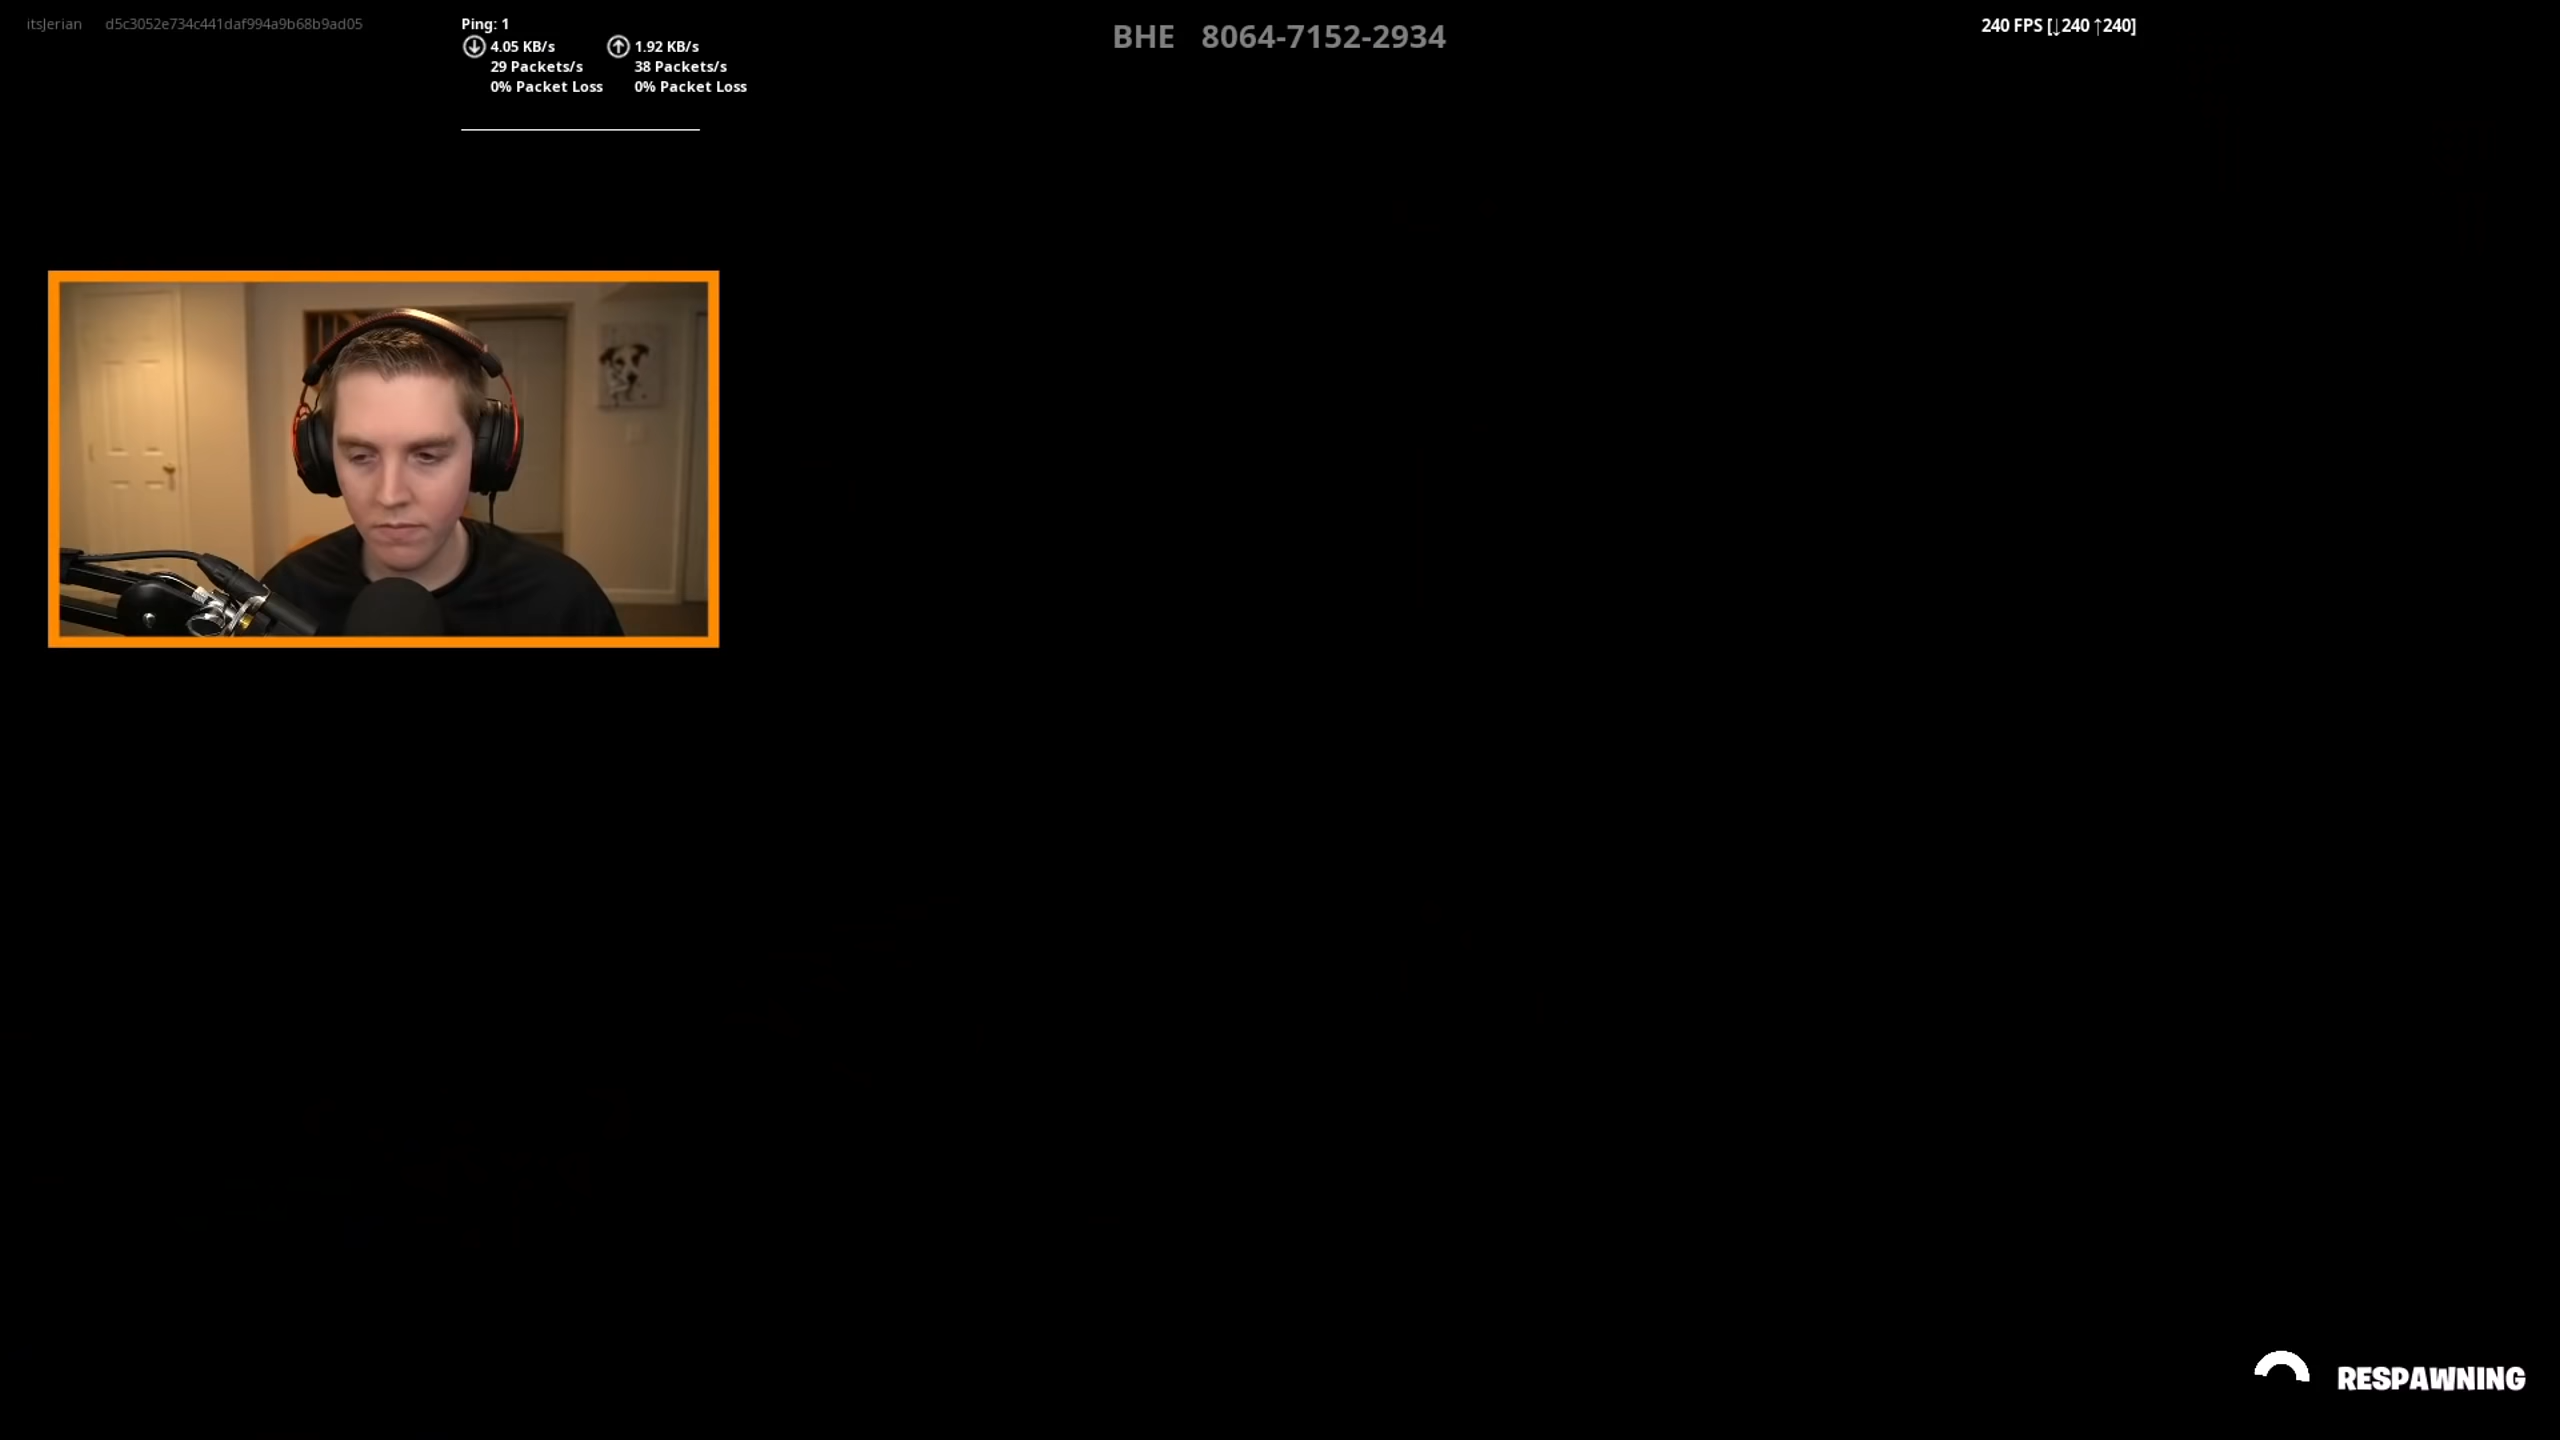 itsJerian d5c3052e734c441daf994a9b68b9ad05
Ping: 1
4.05 KB/s 1.92 KB/s
29 Packets/s 38 Packets/s
0% Packet Loss 0% Packet Loss
BHE 8064-7152-2934
240 FPS [↓240 ↑240]
RESPAWNING